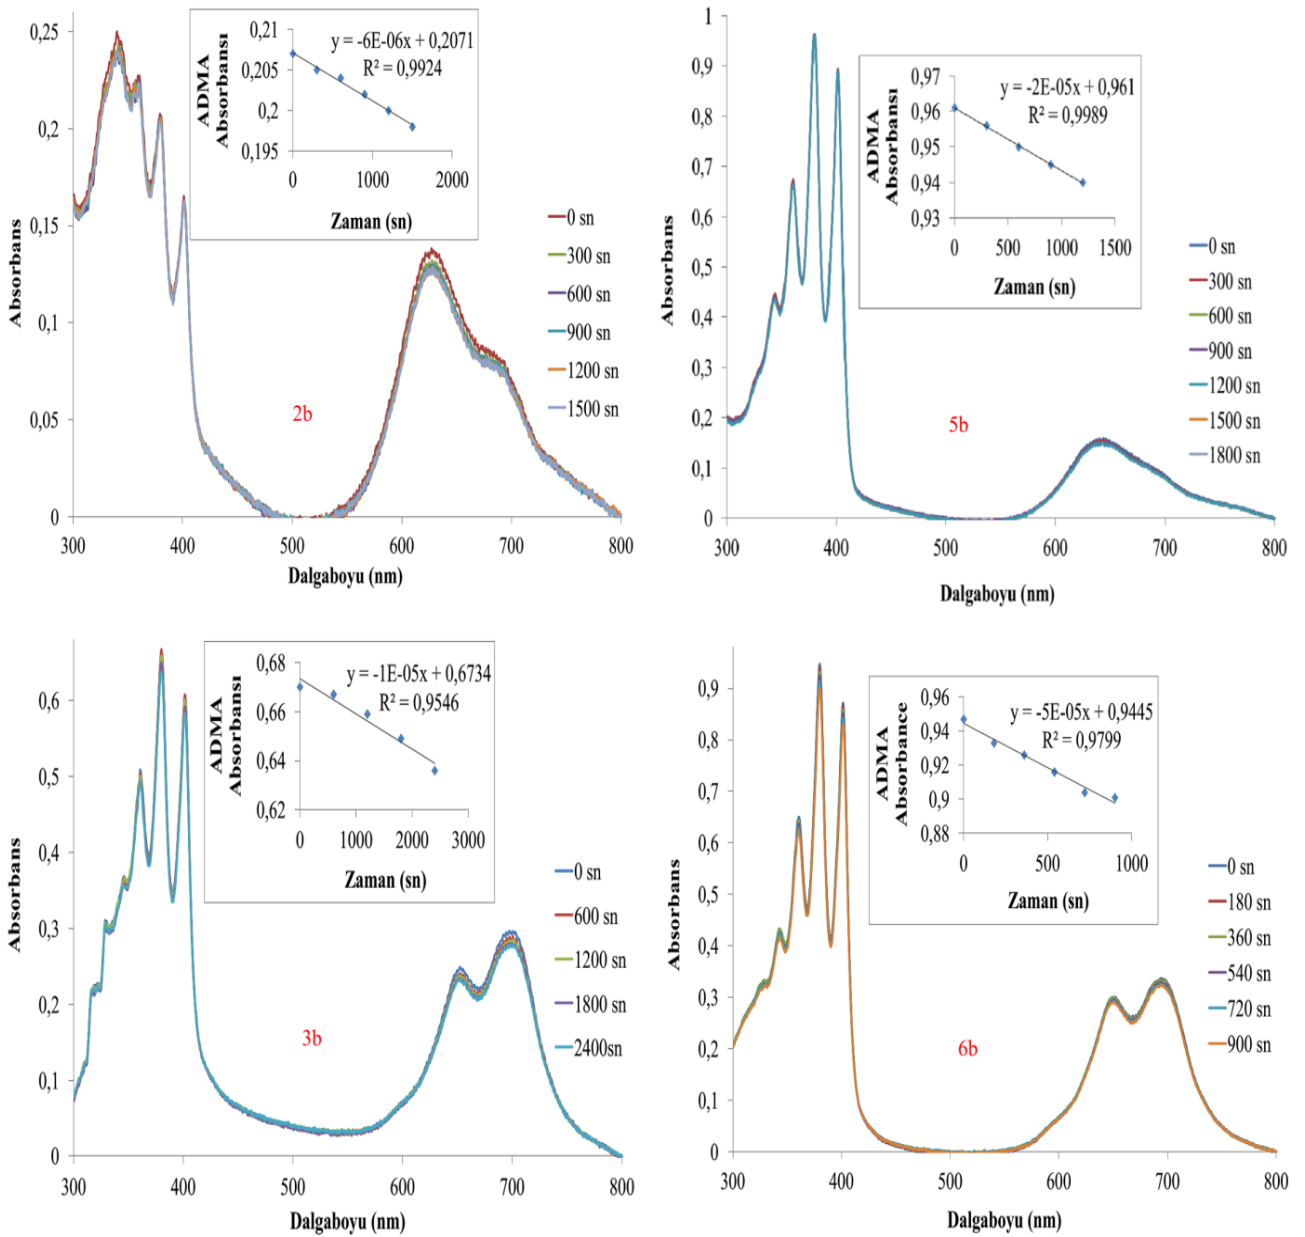 0,25
0,2
0,15
0,1
0,05
0
Absorbans
300 400 500 600 700 800
Dalgaboyu (nm)
2b
0,21
0,205
0,2
0,195
ADMA
Absorbansı
y = -6E-06x + 0,2071
R² = 0,9924
0 1000 2000
Zaman (sn)
0 sn
300 sn
600 sn
900 sn
1200 sn
1500 sn
1
0,9
0,8
0,7
0,6
0,5
0,4
0,3
0,2
0,1
0
Absorbans
300 400 500 600 700 800
Dalgaboyu (nm)
5b
0,97
0,96
0,95
0,94
0,93
ADMA
Absorbansı
y = -2E-05x + 0,961
R² = 0,9989
0 500 1000 1500
Zaman (sn)
0 sn
300 sn
600 sn
900 sn
1200 sn
1500 sn
1800 sn
0,6
0,5
0,4
0,3
0,2
0,1
0
Absorbans
300 400 500 600 700 800
Dalgaboyu (nm)
3b
0,68
0,66
0,64
0,62
ADMA
Absorbansı
y = -1E-05x + 0,6734
R² = 0,9546
0 1000 2000 3000
Zaman (sn)
0 sn
600 sn
1200 sn
1800 sn
2400sn
0,9
0,8
0,7
0,6
0,5
0,4
0,3
0,2
0,1
0
Absorbans
300 400 500 600 700 800
Dalgaboyu (nm)
6b
0,96
0,94
0,92
0,9
0,88
ADMA
Absorbance
y = -5E-05x + 0,9445
R² = 0,9799
0 500 1000
Zaman (sn)
0 sn
180 sn
360 sn
540 sn
720 sn
900 sn